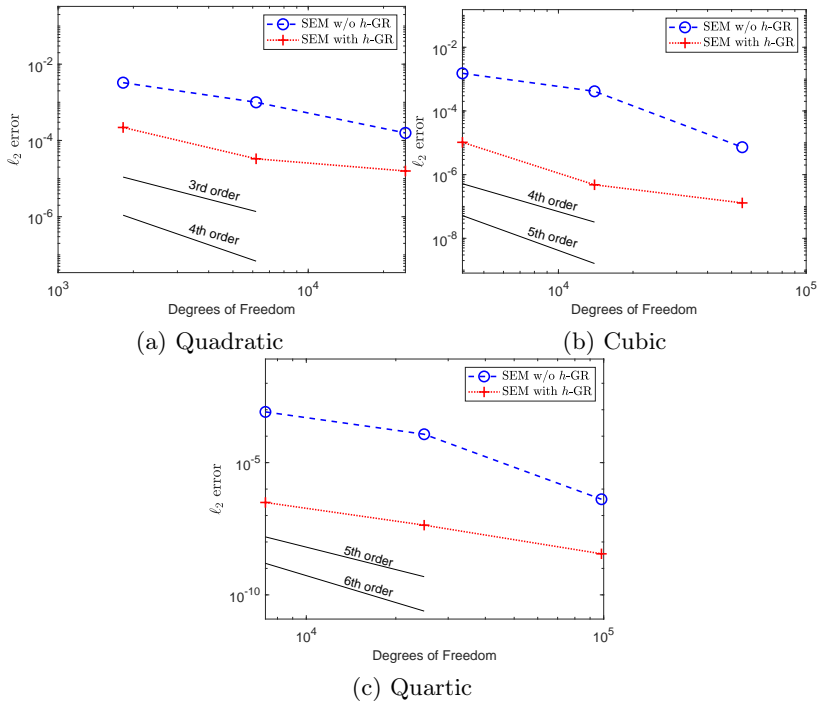 SEM w/o h-GR
SEM with h-GR
10^-2
10^-4
10^-6
ℓ2 error
3rd order
4th order
10^3
10^4
Degrees of Freedom
(a) Quadratic
SEM w/o h-GR
SEM with h-GR
10^-2
10^-4
10^-6
10^-8
ℓ2 error
4th order
5th order
10^4
10^5
Degrees of Freedom
(b) Cubic
SEM w/o h-GR
SEM with h-GR
10^-5
10^-10
ℓ2 error
5th order
6th order
10^4
10^5
Degrees of Freedom
(c) Quartic